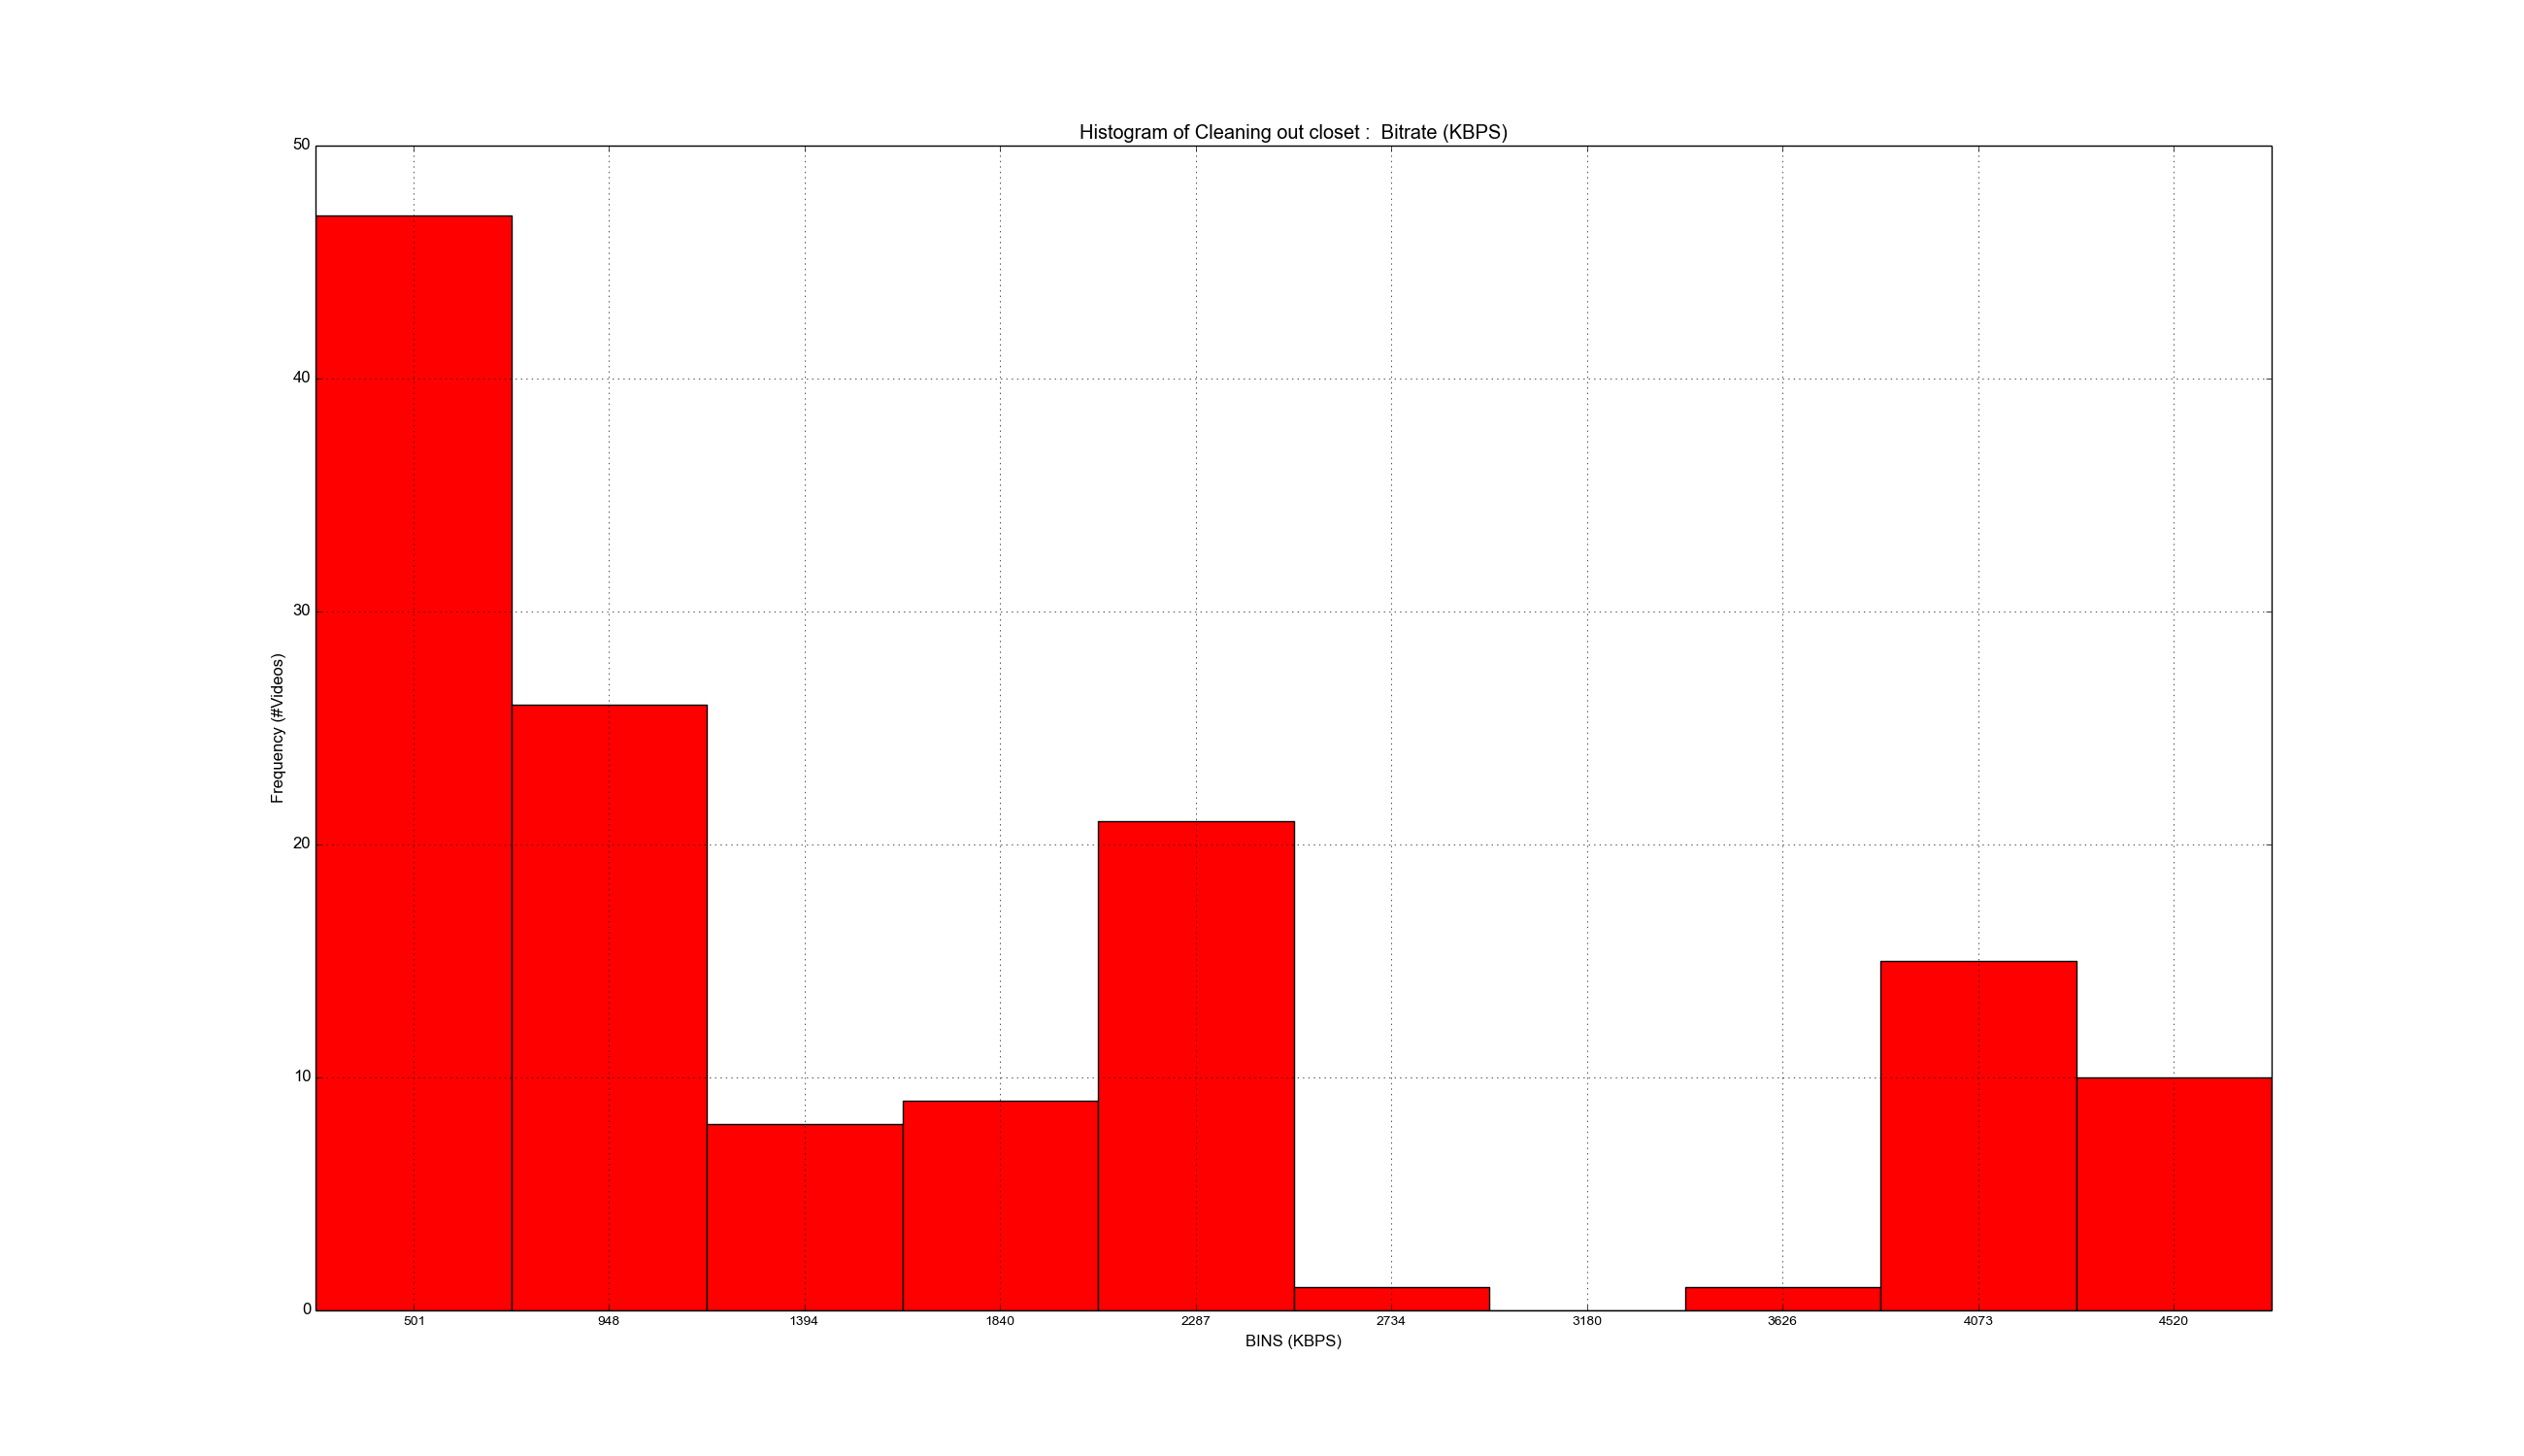 Histogram of Cleaning out closet :  Bitrate (KBPS)
50
40
30
20
10
0
Frequency (#Videos)
501 948 1394 1840 2287 2734 3180 3626 4073 4520
BINS (KBPS)